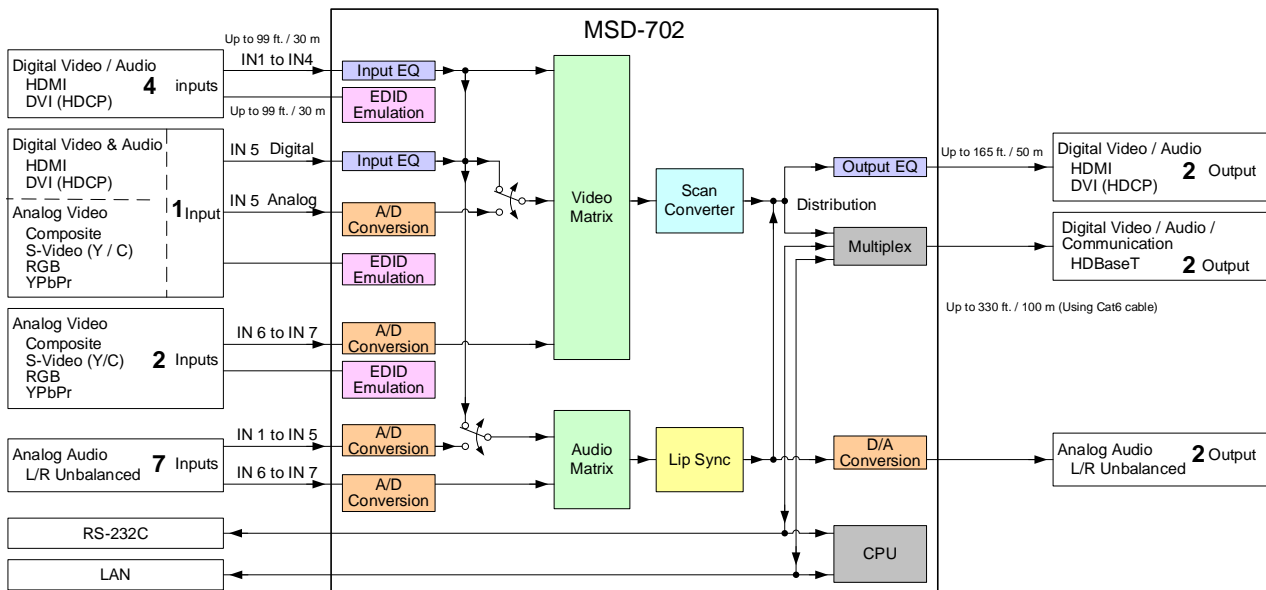 MSD-702
Up to 99 ft. / 30 m
IN1 to IN4
Digital Video / Audio
HDMI
DVI (HDCP)
4 inputs
Up to 99 ft. / 30 m
Input EQ
EDID
Emulation
Digital Video & Audio
HDMI
DVI (HDCP)
Analog Video
Composite
S-Video (Y / C)
RGB
YPbPr
1 Input
IN 5 Digital
IN 5 Analog
Input EQ
A/D
Conversion
EDID
Emulation
Analog Video
Composite
S-Video (Y/C)
RGB
YPbPr
2 Inputs
IN 6 to IN 7
A/D
Conversion
EDID
Emulation
Analog Audio
L/R Unbalanced
7 Inputs
IN 1 to IN 5
IN 6 to IN 7
A/D
Conversion
A/D
Conversion
Video
Matrix
Audio
Matrix
Scan
Converter
Lip Sync
Distribution
Output EQ
Multiplex
D/A
Conversion
CPU
Up to 165 ft. / 50 m
Digital Video / Audio
HDMI
DVI (HDCP)
2 Output
Digital Video / Audio /
Communication
HDBaseT
2 Output
Up to 330 ft. / 100 m (Using Cat6 cable)
Analog Audio
L/R Unbalanced
2 Output
RS-232C
LAN